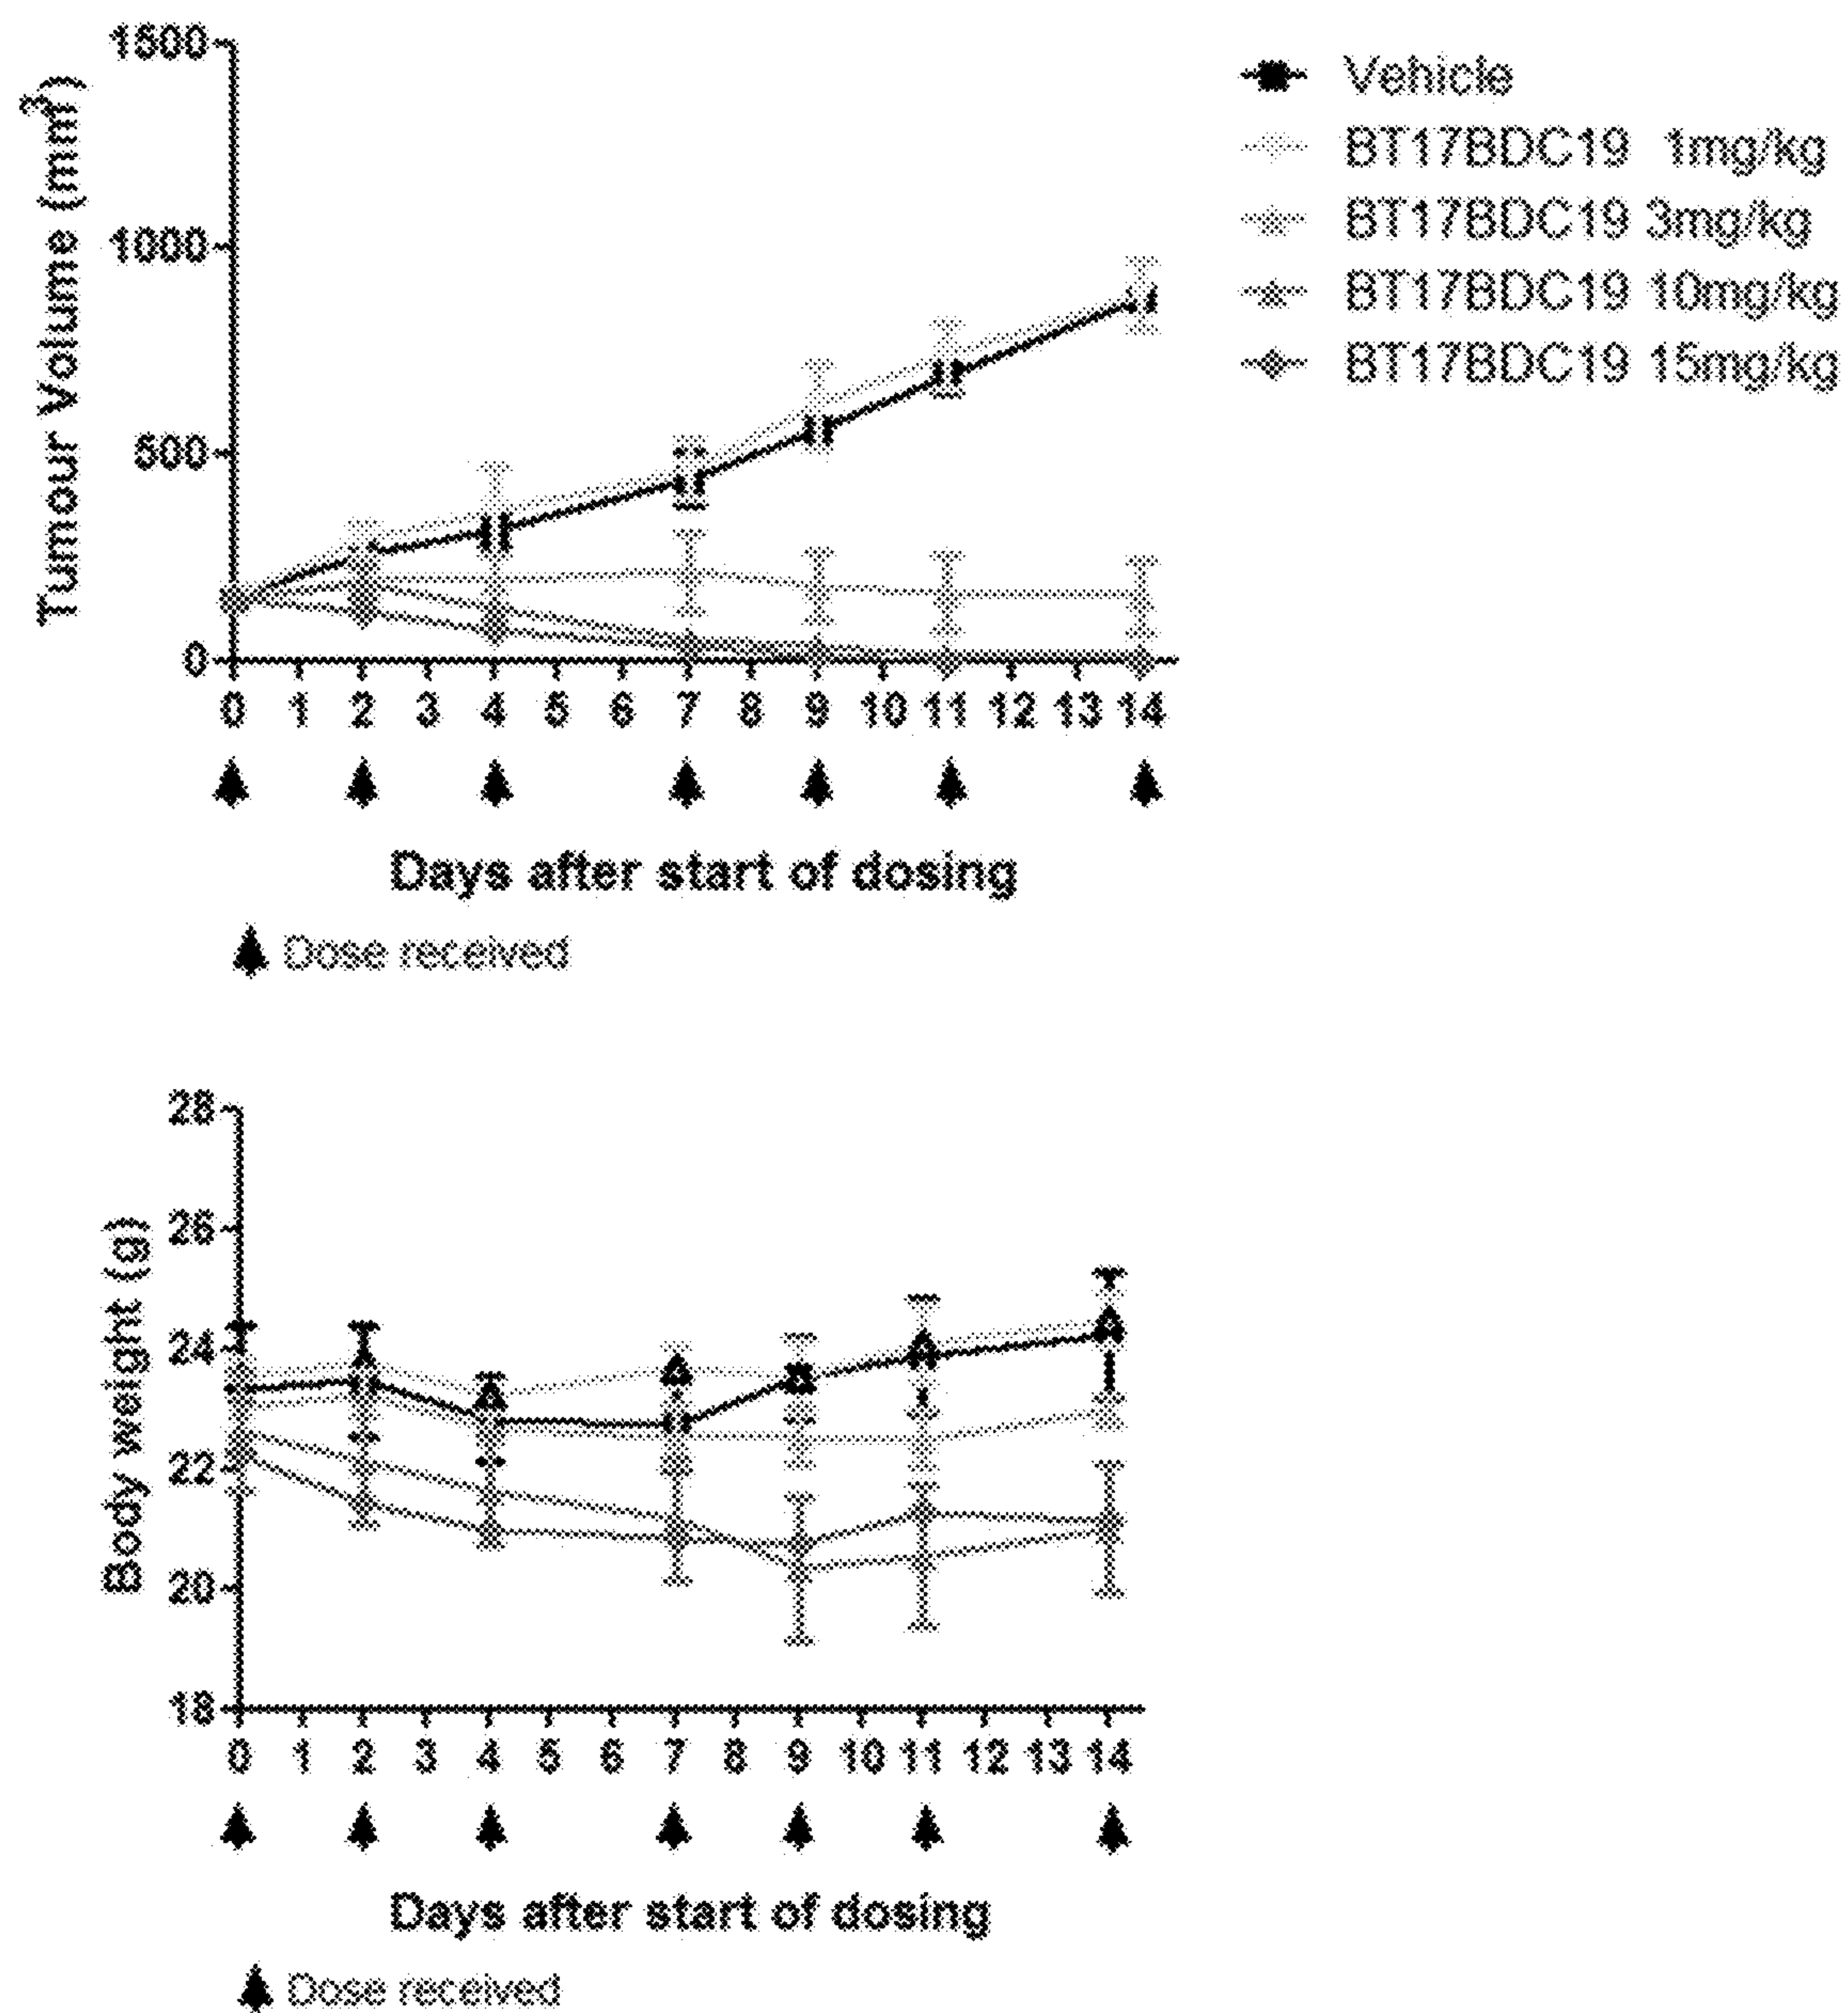 Tumour Volume (mm³)
1500
1000
500
0
0 1 2 3 4 5 6 7 8 9 10 11 12 13 14
Days after start of dosing
Dose received
Vehicle
BT17BDC19 1mg/kg
BT17BDC19 3mg/kg
BT17BDC19 10mg/kg
BT17BDC19 15mg/kg
Body weight (g)
28
26
24
22
20
18
0 1 2 3 4 5 6 7 8 9 10 11 12 13 14
Days after start of dosing
Dose received